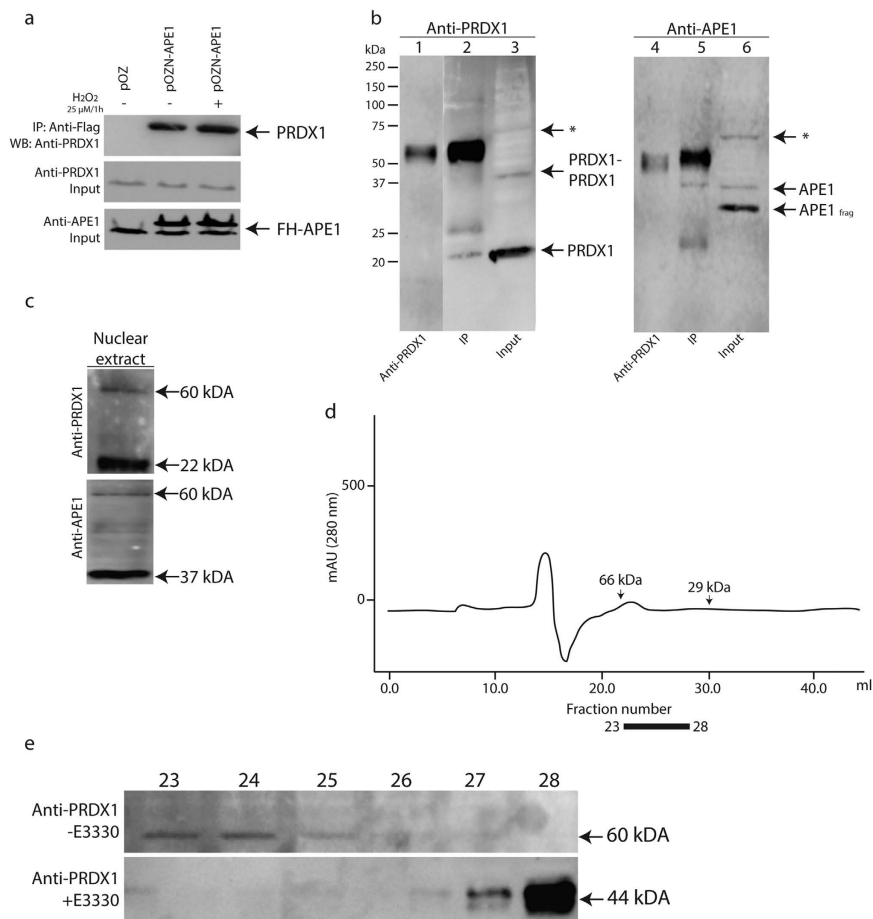 a
pOZ
pOZN-APE1
pOZN-APE1
H2O2
25 µM/1h
-
-
+
IP: Anti-Flag
WB: Anti-PRDX1
PRDX1
Anti-PRDX1
Input
Anti-APE1
Input
FH-APE1
b
Anti-PRDX1
kDa
1
2
3
250
150
100
75
50
37
25
20
*
PRDX1-
PRDX1
PRDX1
Anti-PRDX1
IP
Input
Anti-APE1
4
5
6
*
APE1
APE1 frag
Anti-PRDX1
IP
Input
c
Nuclear
extract
Anti-PRDX1
60 kDA
22 kDA
Anti-APE1
60 kDA
37 kDA
d
mAU (280 nm)
500
0
66 kDa
29 kDa
0.0
10.0
20.0
30.0
40.0
ml
Fraction number
23
28
e
23
24
25
26
27
28
Anti-PRDX1
-E3330
60 kDA
Anti-PRDX1
+E3330
44 kDA